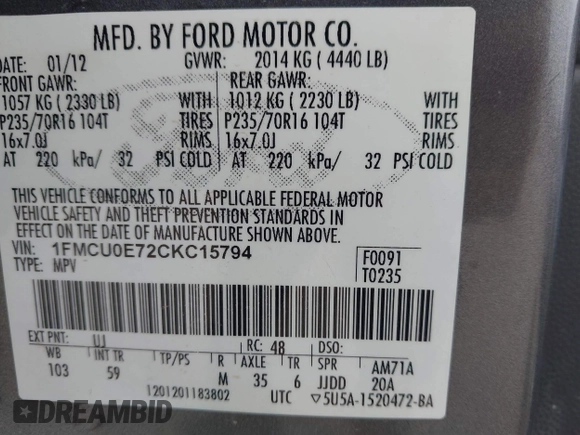 MFD. BY FORD MOTOR CO.
DATE: 01/12 GVWR: 2014 KG ( 4440 LB)
FRONT GAWR: REAR GAWR:
1057 KG ( 2330 LB) WITH 1012 KG ( 2230 LB) WITH
P235/70R16 104T TIRES P235/70R16 104T TIRES
16x7.0J RIMS 16x7.0J RIMS
AT 220 kPa/ 32 PSI COLD AT 220 kPa/ 32 PSI COLD
Ford
THIS VEHICLE CONFORMS TO ALL APPLICABLE FEDERAL MOTOR
VEHICLE SAFETY AND THEFT PREVENTION STANDARDS IN
EFFECT ON THE DATE OF MANUFACTURE SHOWN ABOVE.
VIN: 1FMCU0E72CKC15794 F0091
TYPE: MPV T0235
EXT PNT: UJ RC: 48 DSO:
WB INT TR TP/PS R AXLE TR SPR AM71A
103 59 M 35 6 JJDD 20A
1201201183802 UTC ▽5U5A-1520472-BA
AUTOHELPERBOT.COM